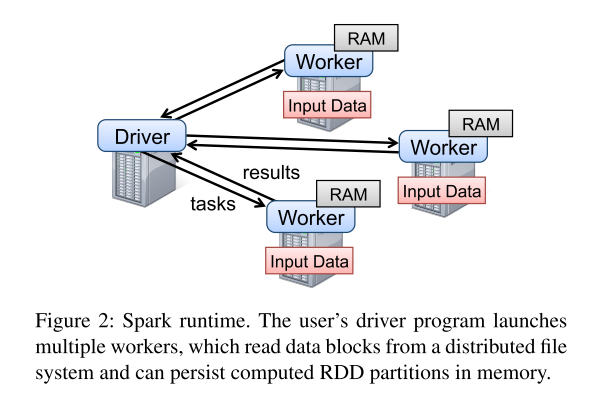 RAM
Worker
Input Data
RAM
Driver
Worker
results
Input Data
RAM
tasks
Worker
Input Data
Figure 2: Spark runtime. The user's driver program launches
multiple workers, which read data blocks from a distributed file
system and can persist computed RDD partitions in memory.